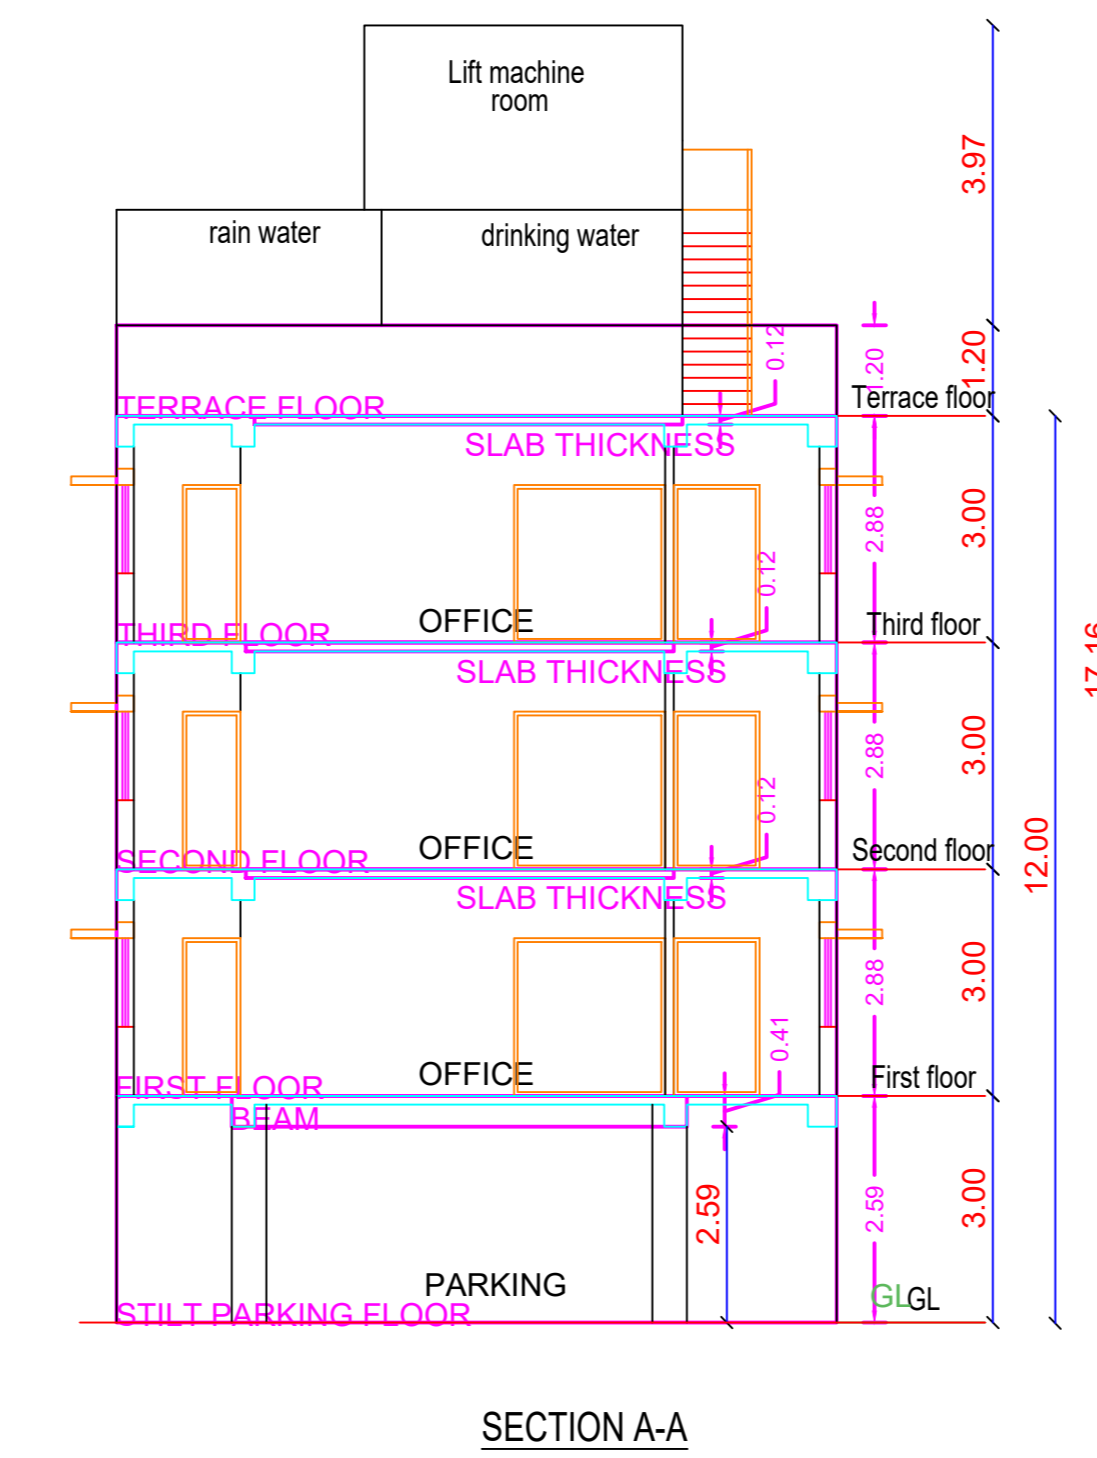 Lift machine
room
3.97
rain water
drinking water
0.12
1.20
1.20
TERRACE FLOOR
Terrace floor
SLAB THICKNESS
2.88
3.00
0.12
OFFICE
THIRD FLOOR
Third floor
17.16
SLAB THICKNESS
2.88
3.00
0.12
OFFICE
SECOND FLOOR
Second floor
12.00
SLAB THICKNESS
2.88
3.00
0.41
OFFICE
FIRST FLOOR
First floor
BEAM
2.59
2.59
3.00
PARKING
STILT PARKING FLOOR
GL
GL
SECTION A-A